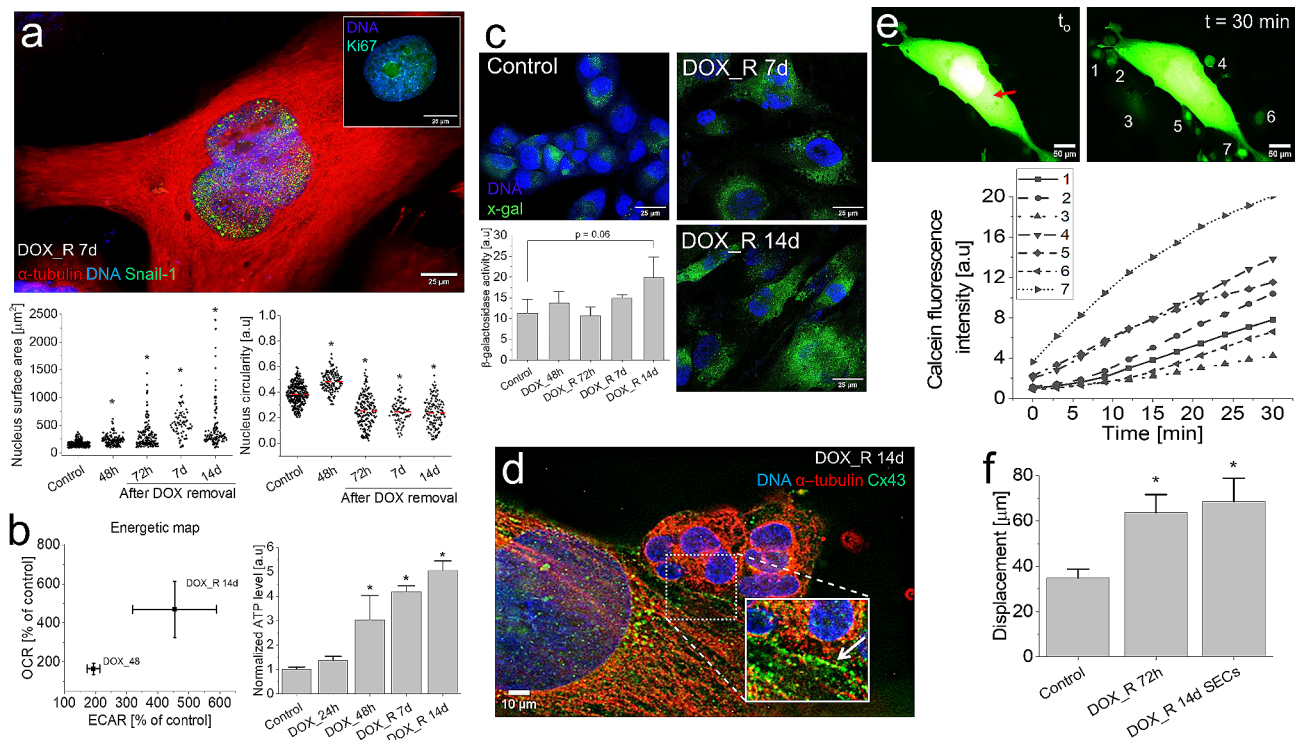 a
DNA
Ki67
25 µm
DOX_R 7d
α-tubulin DNA Snail-1
25 µm
Nucleus surface area [µm²]
2500
2000
1500
1000
500
0
*
*
*
*
Control
48h
72h
7d
14d
After DOX removal
Nucleus circularity [a.u]
1.0
0.8
0.6
0.4
0.2
0.0
*
*
*
*
Control
48h
72h
7d
14d
After DOX removal
b
Energetic map
OCR [% of control]
800
600
400
200
DOX_R 14d
DOX_48
100 200 300 400 500 600
ECAR [% of control]
Normalized ATP level [a.u]
6
5
4
3
2
1
0
*
*
*
Control
DOX_24h
DOX_48h
DOX_R 7d
DOX_R 14d
c
Control
DNA
x-gal
25 µm
DOX_R 7d
25 µm
β-galactosidase activity [a.u]
30
25
20
15
10
5
0
p = 0.06
Control
DOX_48h
DOX_R 72h
DOX_R 7d
DOX_R 14d
DOX_R 14d
25 µm
d
DOX_R 14d
DNA α–tubulin Cx43
10 µm
e
t₀
50 µm
t = 30 min
1
2
3
4
5
6
7
50 µm
Calcein fluorescence
intensity [a.u]
20
16
12
8
4
0
1
2
3
4
5
6
7
0 5 10 15 20 25 30
Time [min]
f
Displacement [µm]
100
80
60
40
20
0
*
*
Control
DOX_R 72h
DOX_R 14d SECs